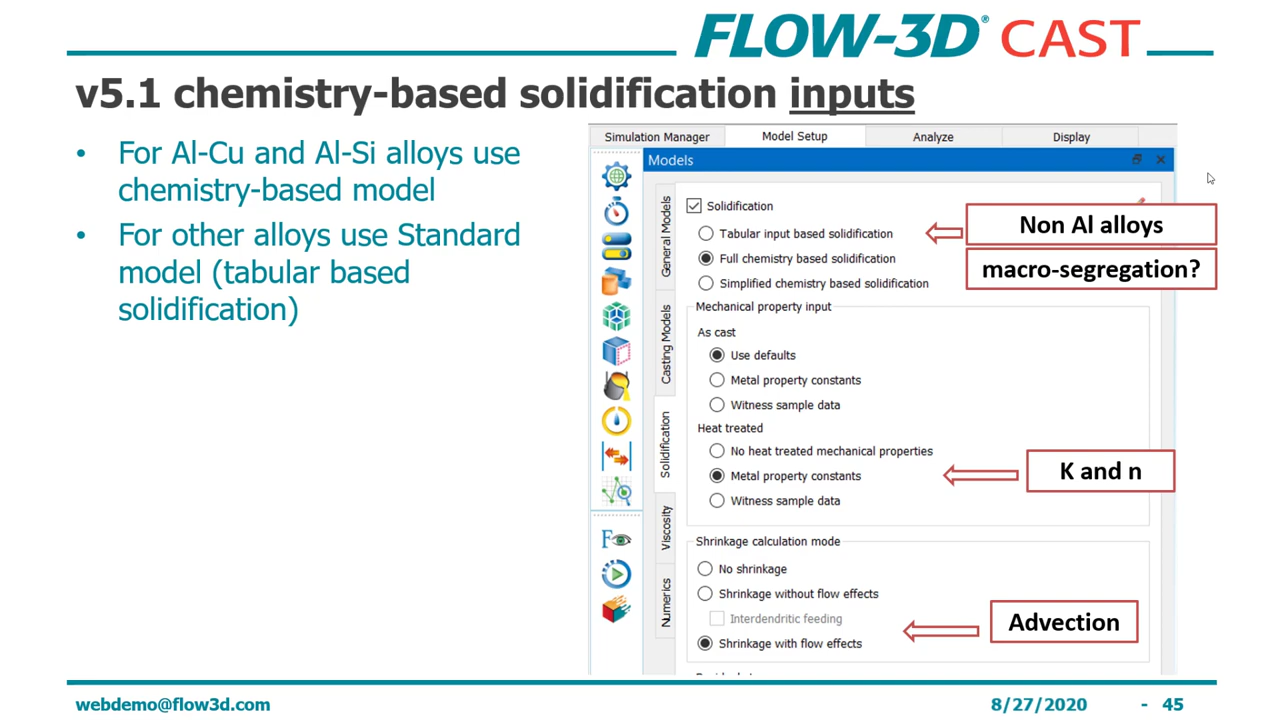 FLOW-3D® CAST
v5.1 chemistry-based solidification inputs
• For Al-Cu and Al-Si alloys use
chemistry-based model
• For other alloys use Standard
model (tabular based
solidification)
Simulation Manager
Model Setup
Analyze
Display
Models
General Models
Casting Models
Solidification
Viscosity
Numerics
Solidification
Tabular input based solidification
Full chemistry based solidification
Simplified chemistry based solidification
Non Al alloys
macro-segregation?
Mechanical property input
As cast
Use defaults
Metal property constants
Witness sample data
Heat treated
No heat treated mechanical properties
Metal property constants
Witness sample data
K and n
Shrinkage calculation mode
No shrinkage
Shrinkage without flow effects
Interdendritic feeding
Shrinkage with flow effects
Advection
webdemo@flow3d.com
8/27/2020
- 45